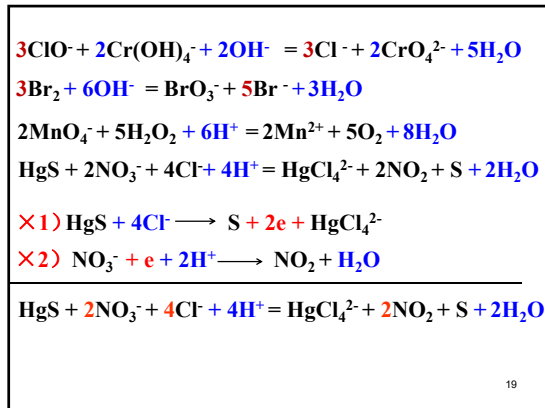 3ClO⁻ + 2Cr(OH)₄⁻ + 2OH⁻ = 3Cl⁻ + 2CrO₄²⁻ + 5H₂O
3Br₂ + 6OH⁻ = BrO₃⁻ + 5Br⁻ + 3H₂O
2MnO₄⁻ + 5H₂O₂ + 6H⁺ = 2Mn²⁺ + 5O₂ + 8H₂O
HgS + 2NO₃⁻ + 4Cl⁻ + 4H⁺ = HgCl₄²⁻ + 2NO₂ + S + 2H₂O
×1) HgS + 4Cl⁻ ⟶ S + 2e + HgCl₄²⁻
×2) NO₃⁻ + e + 2H⁺ ⟶ NO₂ + H₂O
HgS + 2NO₃⁻ + 4Cl⁻ + 4H⁺ = HgCl₄²⁻ + 2NO₂ + S + 2H₂O
19